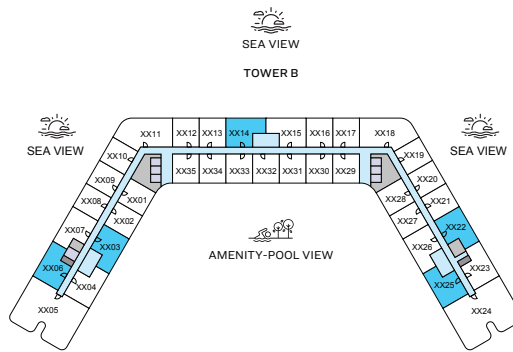 SEA VIEW
TOWER B
SEA VIEW
SEA VIEW
XX11 XX12 XX13 XX14 XX15 XX16 XX17 XX18
XX10 XX19
XX35 XX34 XX33 XX32 XX31 XX30 XX29
XX09 XX20
XX08 XX01 XX28 XX21
XX07 XX02 XX27 XX22
XX03 XX26
XX06 XX23
XX04 XX25
XX05 XX24
AMENITY-POOL VIEW